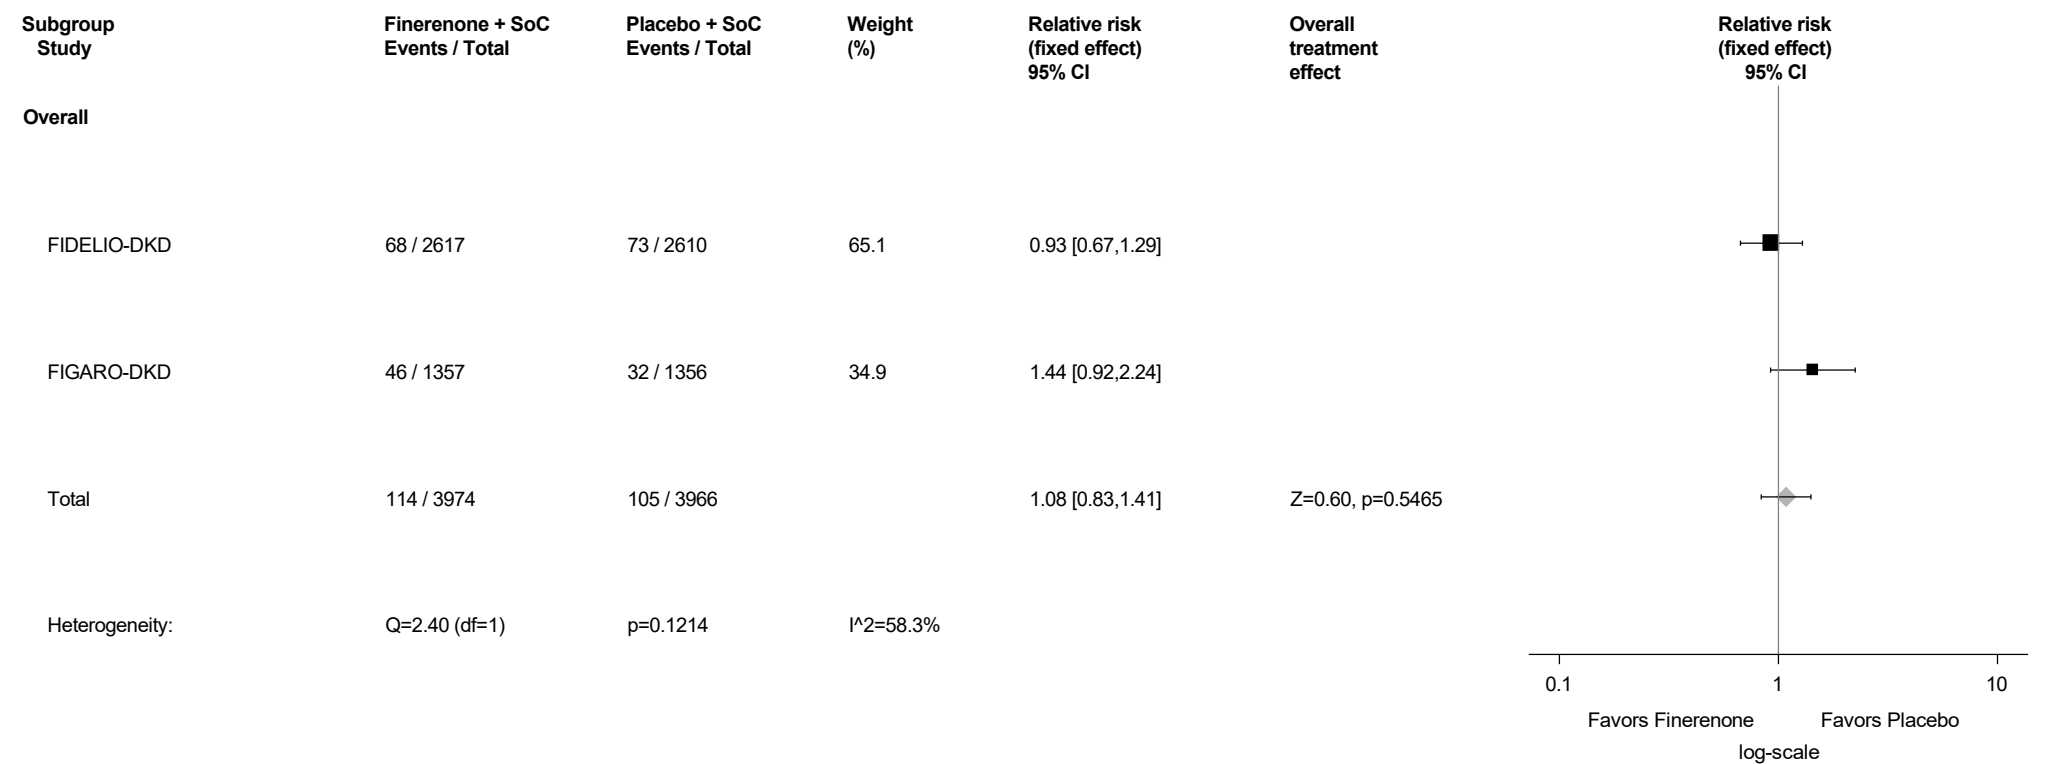 Subgroup Finerenone + SoC Placebo + SoC Weight Relative risk Overall Relative risk
Study Events / Total Events / Total (%) (fixed effect) treatment (fixed effect)
95% CI effect 95% CI
Overall
FIDELIO-DKD 68 / 2617 73 / 2610 65.1 0.93 [0.67,1.29]
FIGARO-DKD 46 / 1357 32 / 1356 34.9 1.44 [0.92,2.24]
Total 114 / 3974 105 / 3966 1.08 [0.83,1.41] Z=0.60, p=0.5465
Heterogeneity: Q=2.40 (df=1) p=0.1214 I^2=58.3%
0.1 1 10
Favors Finerenone Favors Placebo
log-scale